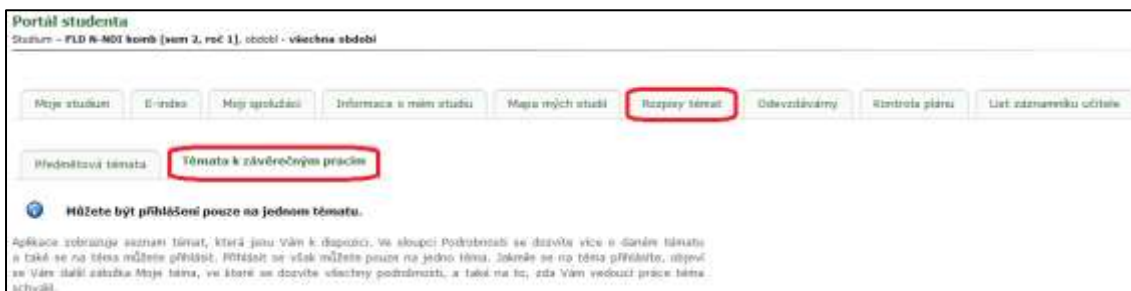 Portál studenta
Studium – FLD N-NDI komb [sem 2, roč 1], období - všechna období
Moje studium E-index Moji spolužáci Informace o mém studiu Mapa mých studií Rozpisy témat Odevzdávárny Kontrola plánu List záznamníku učitele
Předmětová témata Témata k závěrečným pracím
Můžete být přihlášeni pouze na jednom tématu.
Aplikace zobrazuje seznam témat, která jsou Vám k dispozici. Ve sloupci Podrobnosti se dozvíte více o daném tématu
a také se na téma můžete přihlásit. Přihlásit se však můžete pouze na jedno téma. Jakmile se na téma přihlásíte, objeví
se Vám další záložka Moje téma, ve které se dozvíte všechny podrobnosti, a také na to, zda Vám vedoucí práce téma
schválil.